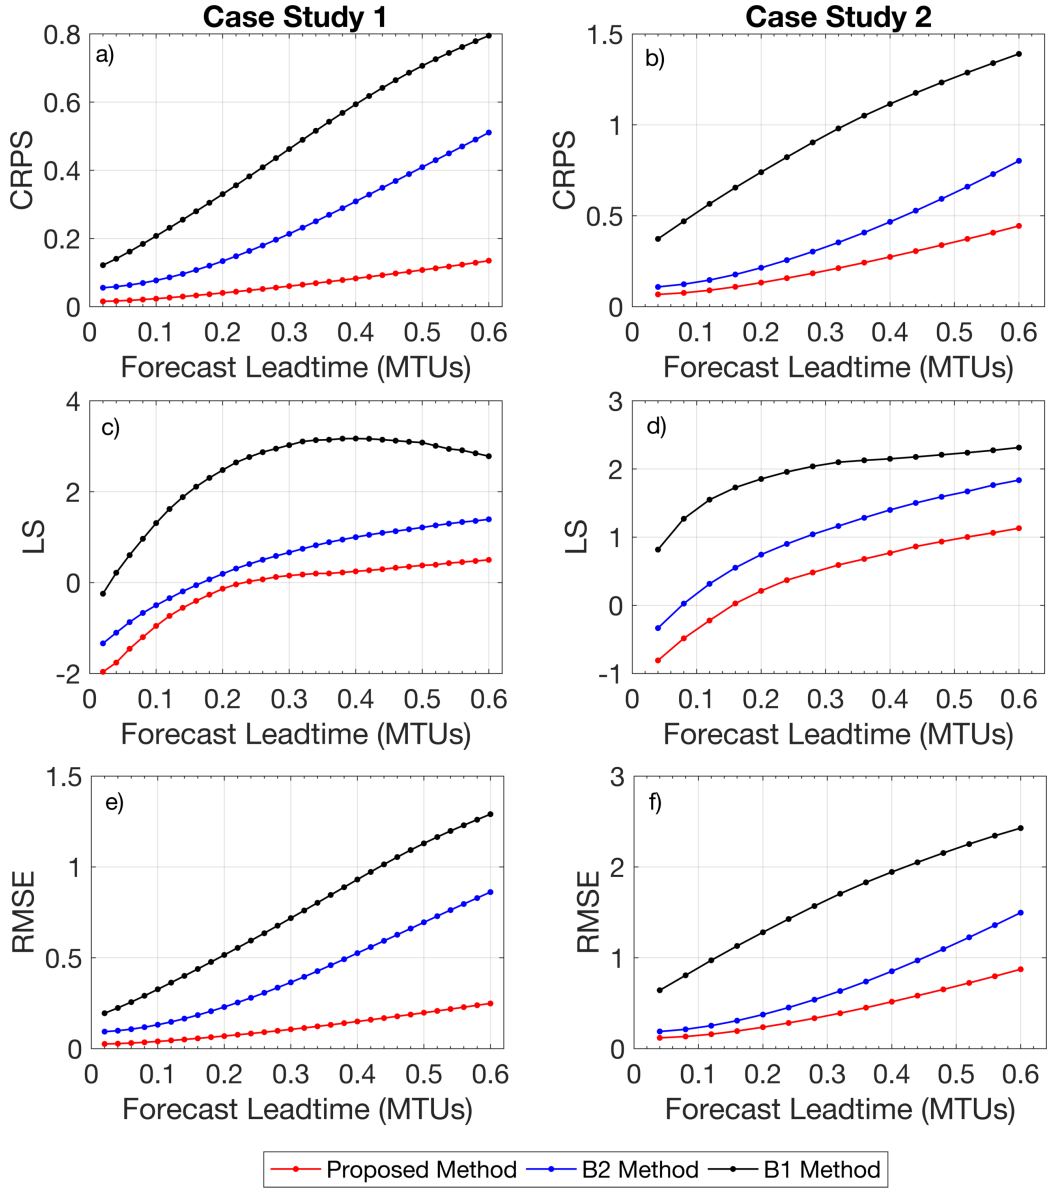 Case Study 1
Case Study 2
a)
0.8
0.6
0.4
0.2
0
CRPS
0 0.1 0.2 0.3 0.4 0.5 0.6
Forecast Leadtime (MTUs)
b)
1.5
1
0.5
0
CRPS
0 0.1 0.2 0.3 0.4 0.5 0.6
Forecast Leadtime (MTUs)
c)
4
2
0
-2
LS
0 0.1 0.2 0.3 0.4 0.5 0.6
Forecast Leadtime (MTUs)
d)
3
2
1
0
-1
LS
0 0.1 0.2 0.3 0.4 0.5 0.6
Forecast Leadtime (MTUs)
e)
1.5
1
0.5
0
RMSE
0 0.1 0.2 0.3 0.4 0.5 0.6
Forecast Leadtime (MTUs)
f)
3
2
1
0
RMSE
0 0.1 0.2 0.3 0.4 0.5 0.6
Forecast Leadtime (MTUs)
Proposed Method B2 Method B1 Method